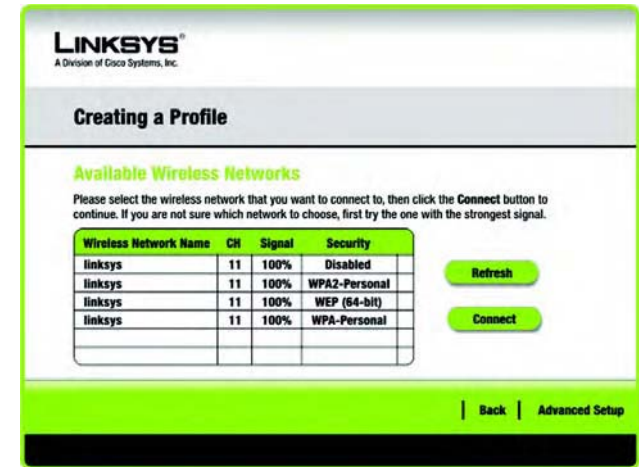 LINKSYS®
A Division of Cisco Systems, Inc.
Creating a Profile
Available Wireless Networks
Please select the wireless network that you want to connect to, then click the Connect button to
continue. If you are not sure which network to choose, first try the one with the strongest signal.
Wireless Network Name CH Signal Security
linksys 11 100% Disabled
linksys 11 100% WPA2-Personal
linksys 11 100% WEP (64-bit)
linksys 11 100% WPA-Personal
Refresh
Connect
Back Advanced Setup